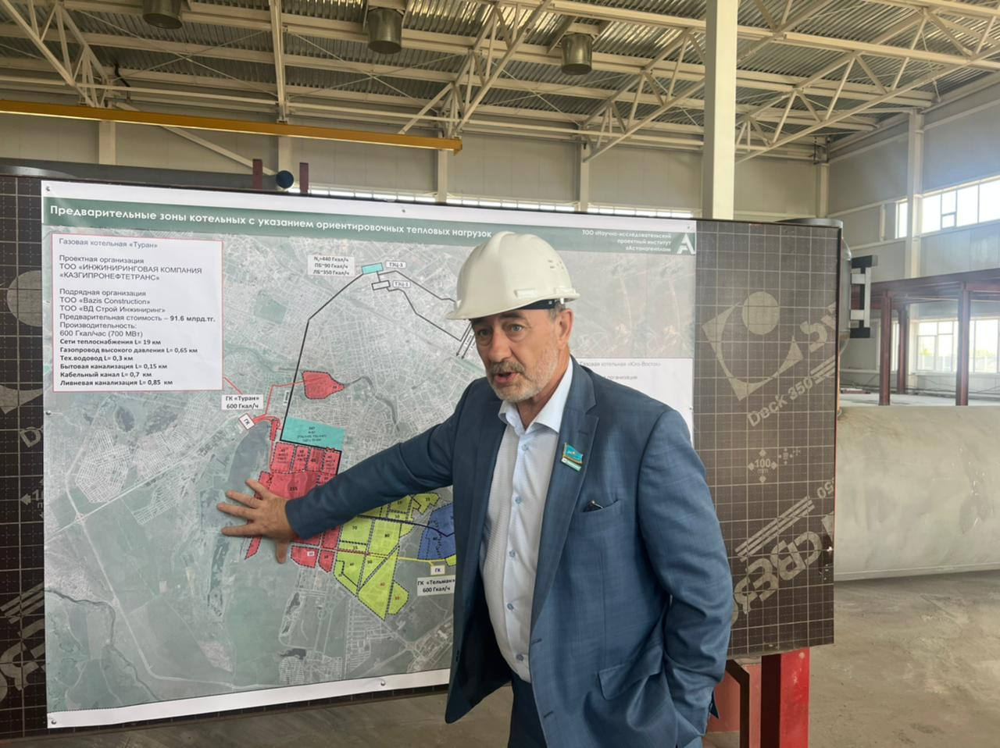 Предварительные зоны котельных с указанием ориентировочных тепловых нагрузок
ТОО «Научно-исследовательский
проектный институт
«Астанагенплан»
Газовая котельная «Туран»
Проектная организация
ТОО «ИНЖИНИРИНГОВАЯ КОМПАНИЯ
«КАЗГИПРОНЕФТЕТРАНС»
Подрядная организация
ТОО «Bazis Construction»
ТОО «ВД Строй Инжиниринг»
Предварительная стоимость – 91.6 млрд.тг.
Производительность:
600 Гкал/час (700 МВт)
Сети теплоснабжения L= 19 км
Газопровод высокого давления L= 0,65 км
Тех.водовод L= 0,3 км
Бытовая канализация L= 0,15 км
Кабельный канал L= 0,7 км
Ливневая канализация L= 0,85 км
=440 Гкал/ч
ПБ~90 Гкал/ч
ЛБ~350 Гкал/ч
ТЭЦ-3
ТЭЦ-1
Газовая котельная «Юго-Восток»
организация
ГК «Туран»
600 Гкал/ч
ГК
255
ГК
ГК «Тельман»
600 Гкал/ч
Deck 350
100
mm